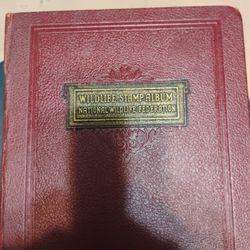 WILDLIFE STAMP ALBUM
NATIONAL WILDLIFE FEDERATION